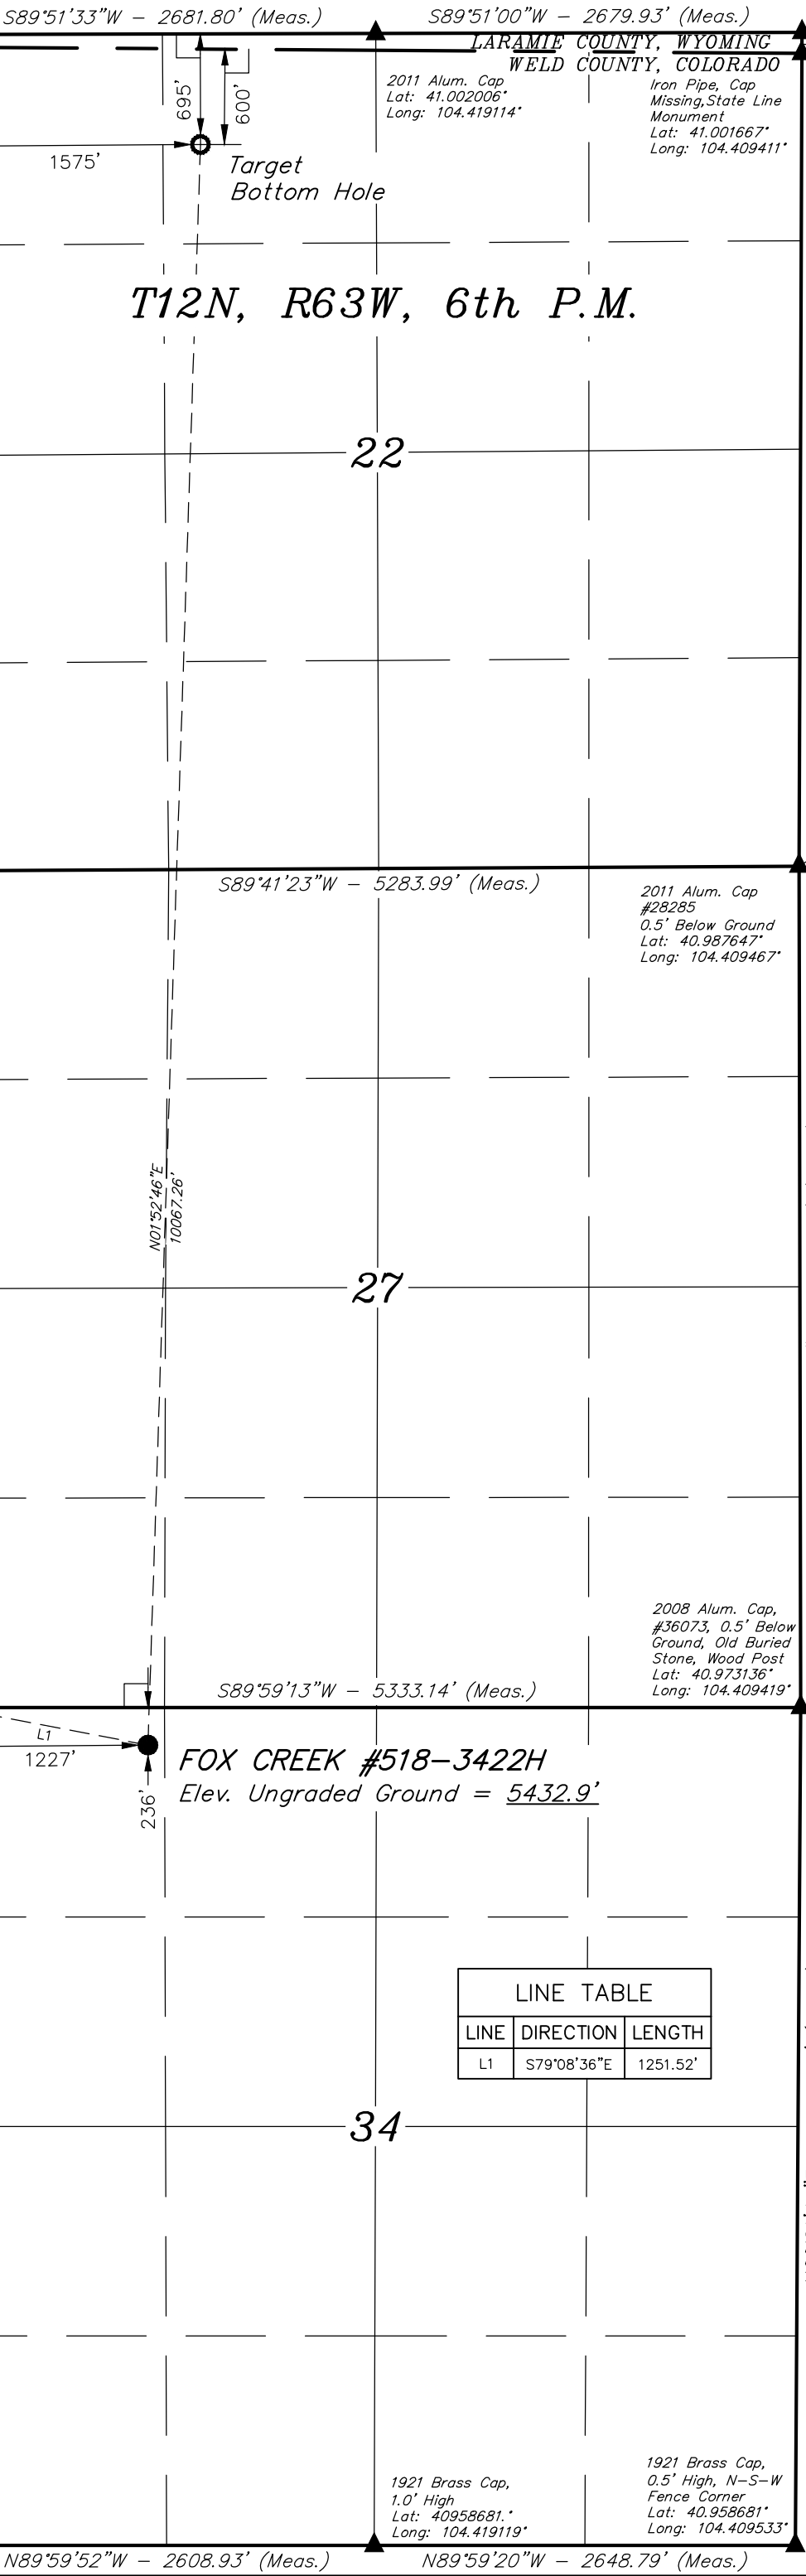 S89°51'33"W - 2681.80' (Meas.)
S89°51'00"W - 2679.93' (Meas.)
LARAMIE COUNTY, WYOMING
WELD COUNTY, COLORADO
695'
600'
2011 Alum. Cap
Lat: 41.002006°
Long: 104.419114°
Iron Pipe, Cap
Missing,State Line
Monument
Lat: 41.001667°
Long: 104.409411°
1575'
Target
Bottom Hole
T12N, R63W, 6th P.M.
22
S89°41'23"W - 5283.99' (Meas.)
2011 Alum. Cap
#28285
0.5' Below Ground
Lat: 40.987647°
Long: 104.409467°
N01°52'46"E
10067.26'
27
2008 Alum. Cap,
#36073, 0.5' Below
Ground, Old Buried
Stone, Wood Post
Lat: 40.973136°
Long: 104.409419°
S89°59'13"W - 5333.14' (Meas.)
L1
1227'
236'
FOX CREEK #518-3422H
Elev. Ungraded Ground = 5432.9'
LINE TABLE
LINE DIRECTION LENGTH
L1 S79°08'36"E 1251.52'
34
1921 Brass Cap,
1.0' High
Lat: 40958681.°
Long: 104.419119°
1921 Brass Cap,
0.5' High, N-S-W
Fence Corner
Lat: 40.958681°
Long: 104.409533°
N89°59'52"W - 2608.93' (Meas.)
N89°59'20"W - 2648.79' (Meas.)